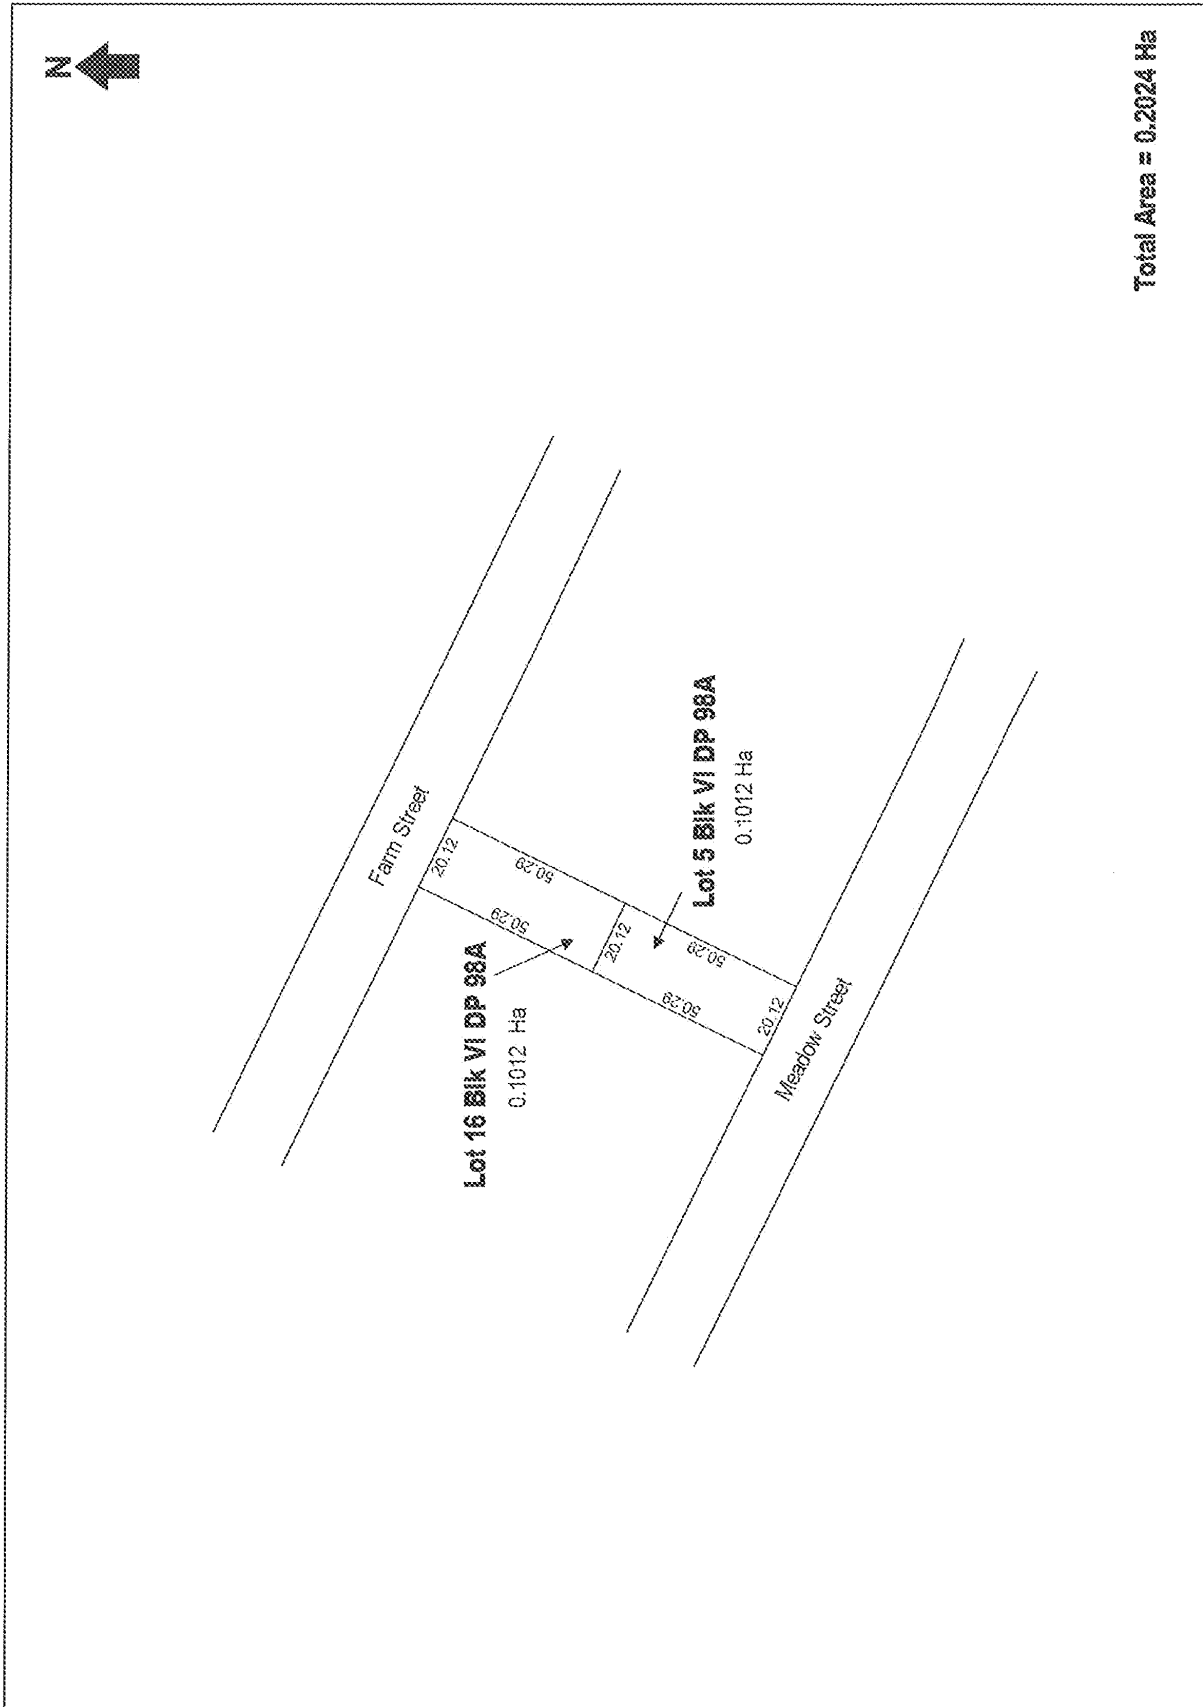 N
Total Area = 0.2024 Ha
Farm Street
20.12
50.29
50.29
Lot 16 Blk VI DP 98A
0.1012 Ha
20.12
Lot 5 Blk VI DP 98A
0.1012 Ha
50.29
50.29
20.12
Meadow Street